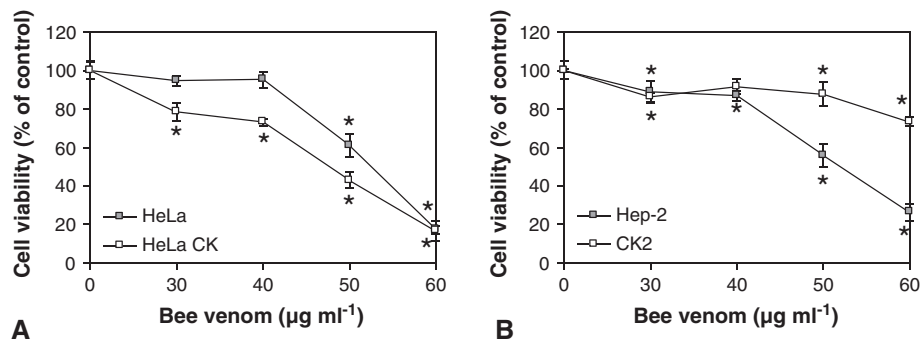 120
100
80
60
40
20
0
Cell viability (% of control)
* * * * * *
HeLa
HeLa CK
0 30 40 50 60
Bee venom (µg ml⁻¹)
A
120
100
80
60
40
20
0
Cell viability (% of control)
* * * * * * *
Hep-2
CK2
0 30 40 50 60
Bee venom (µg ml⁻¹)
B